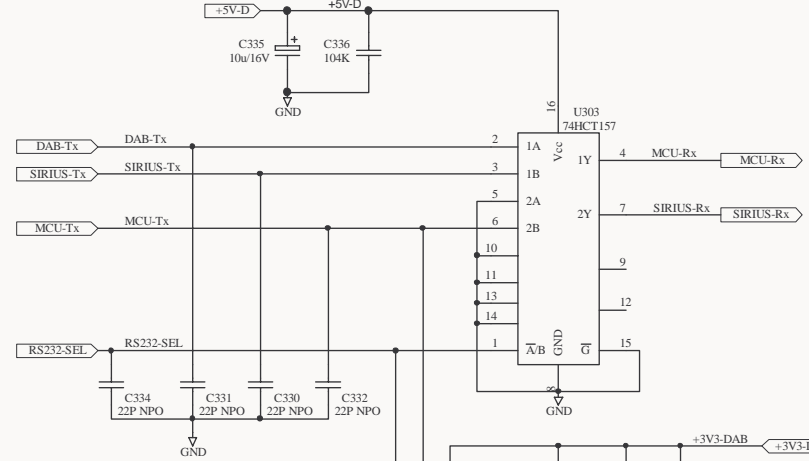 +5V-D
+5V-D
C335
10u/16V
+
C336
104K
GND
16
U303
74HCT157
DAB-Tx
DAB-Tx
2
1A
Vcc
1Y
4
MCU-Rx
MCU-Rx
SIRIUS-Tx
SIRIUS-Tx
3
1B
5
2A
MCU-Tx
MCU-Tx
6
2B
2Y
7
SIRIUS-Rx
SIRIUS-Rx
10
9
11
13
12
14
RS232-SEL
RS232-SEL
1
A/B
GND
G
15
8
GND
C334
22P NPO
C331
22P NPO
C330
22P NPO
C332
22P NPO
GND
+3V3-DAB